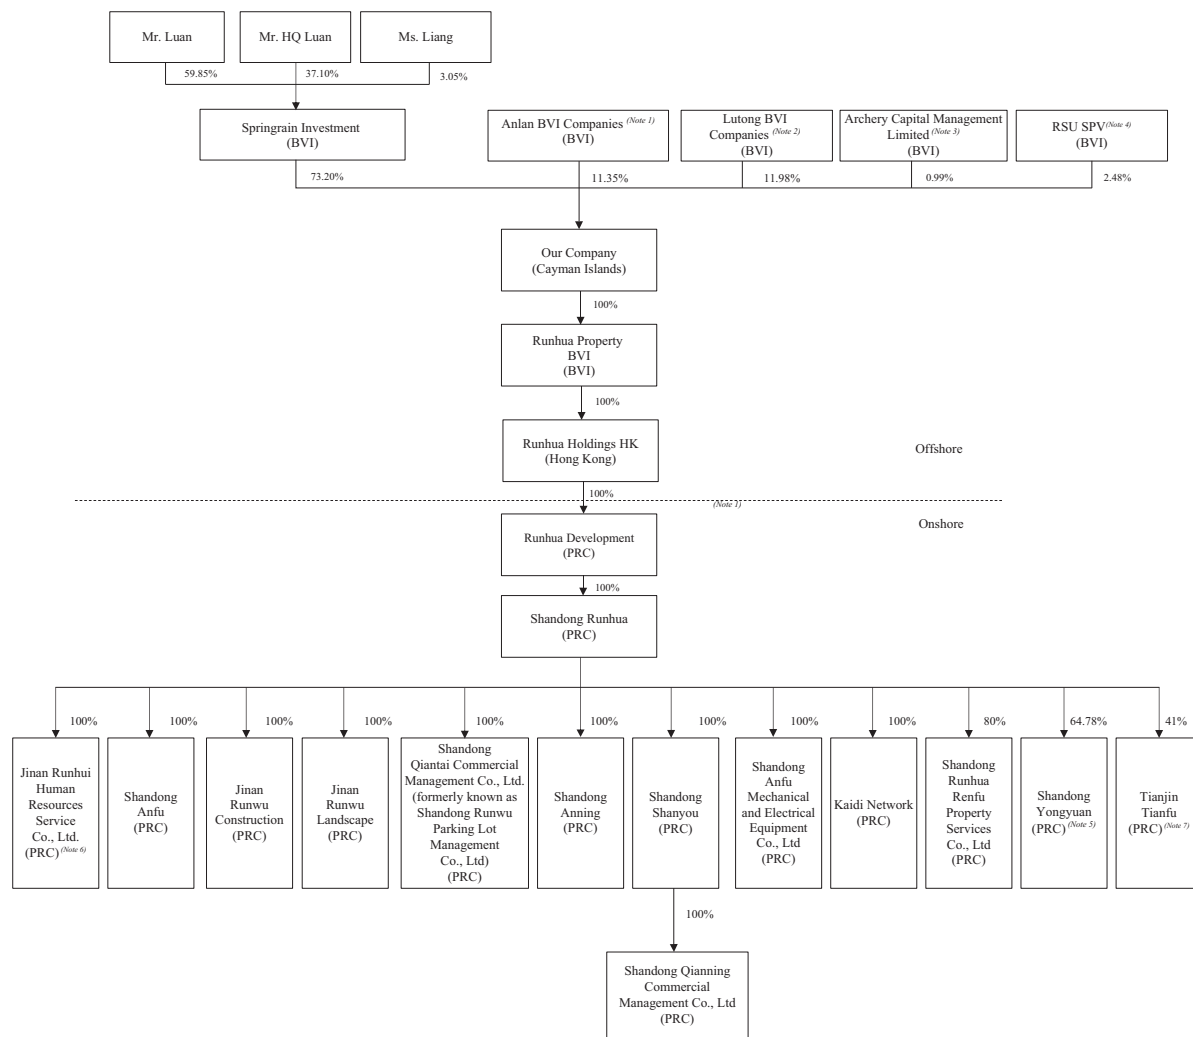 Mr. Luan
Mr. HQ Luan
Ms. Liang
59.85%
37.10%
3.05%
Springrain Investment
(BVI)
Anlan BVI Companies (Note 1)
(BVI)
Lutong BVI
Companies (Note 2)
(BVI)
Archery Capital Management
Limited (Note 3)
(BVI)
RSU SPV (Note 4)
(BVI)
73.20%
11.35%
11.98%
0.99%
2.48%
Our Company
(Cayman Islands)
100%
Runhua Property
BVI
(BVI)
100%
Runhua Holdings HK
(Hong Kong)
Offshore
100%
(Note 1)
Onshore
Runhua Development
(PRC)
100%
Shandong Runhua
(PRC)
100%
100%
100%
100%
100%
100%
100%
100%
100%
80%
64.78%
41%
Jinan Runhui
Human
Resources
Service
Co., Ltd.
(PRC) (Note 6)
Shandong
Anfu
(PRC)
Jinan
Runwu
Construction
(PRC)
Jinan
Runwu
Landscape
(PRC)
Shandong
Qiantai Commercial
Management Co., Ltd.
(formerly known as
Shandong Runwu
Parking Lot
Management
Co., Ltd)
(PRC)
Shandong
Anning
(PRC)
Shandong
Shanyou
(PRC)
Shandong
Anfu
Mechanical
and Electrical
Equipment
Co., Ltd
(PRC)
Kaidi Network
(PRC)
Shandong
Runhua
Renfu
Property
Services
Co., Ltd
(PRC)
Shandong
Yongyuan
(PRC) (Note 5)
Tianjin
Tianfu
(PRC) (Note 7)
100%
Shandong Qianning
Commercial
Management Co., Ltd
(PRC)